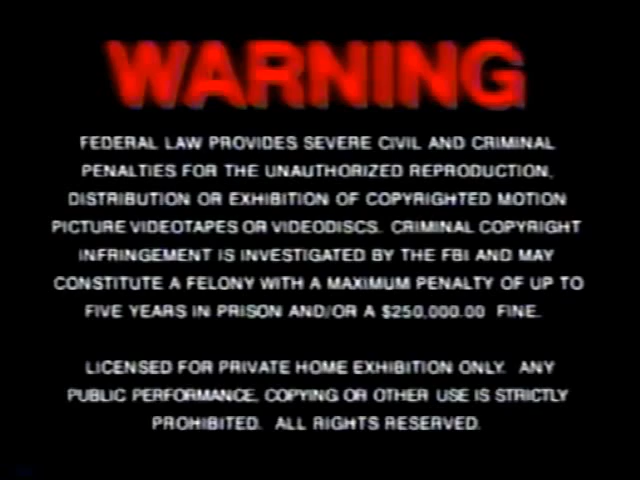 WARNING
FEDERAL LAW PROVIDES SEVERE CIVIL AND CRIMINAL
PENALTIES FOR THE UNAUTHORIZED REPRODUCTION,
DISTRIBUTION OR EXHIBITION OF COPYRIGHTED MOTION
PICTURE VIDEOTAPES OR VIDEODISCS. CRIMINAL COPYRIGHT
INFRINGEMENT IS INVESTIGATED BY THE FBI AND MAY
CONSTITUTE A FELONY WITH A MAXIMUM PENALTY OF UP TO
FIVE YEARS IN PRISON AND/OR A $250,000.00 FINE.
LICENSED FOR PRIVATE HOME EXHIBITION ONLY. ANY
PUBLIC PERFORMANCE, COPYING OR OTHER USE IS STRICTLY
PROHIBITED. ALL RIGHTS RESERVED.